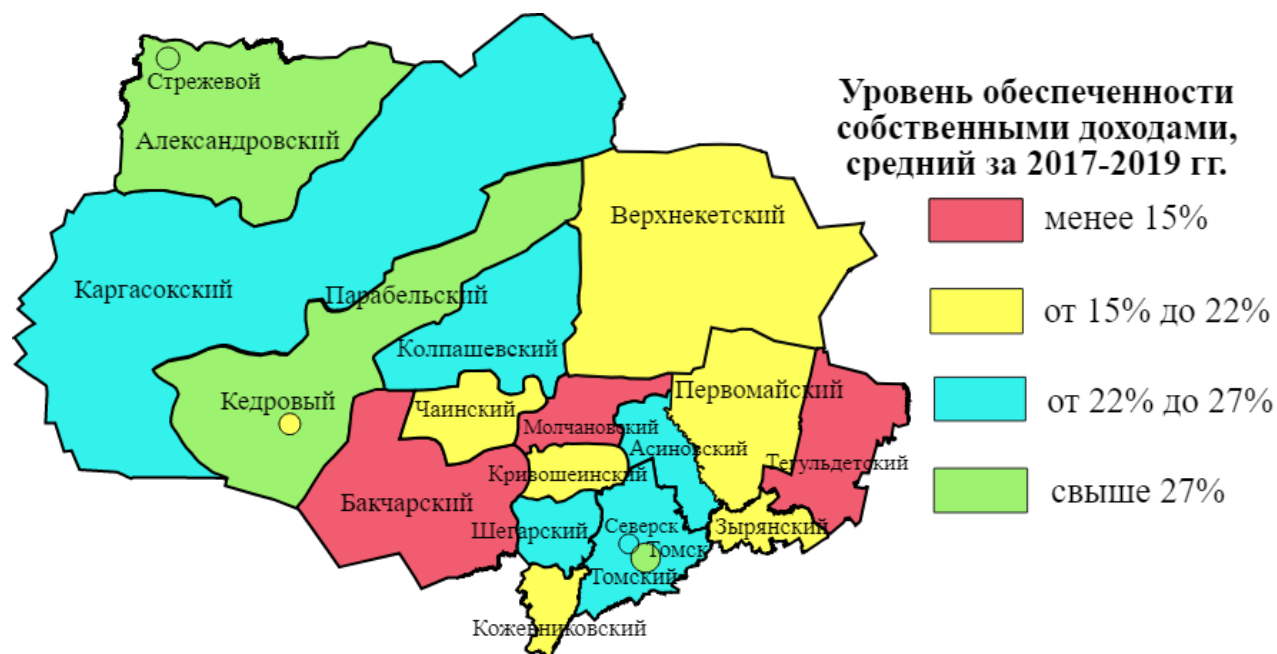 Стрежевой
Александровский
Каргасокский
Парабельский
Верхнекетский
Колпашевский
Кедровый
Чаинский
Первомайский
Молчановский
Асиновский
Тегульдетский
Кривошеинский
Бакчарский
Шегарский
Северск
Зырянский
Томск
Томский
Кожевниковский
Уровень обеспеченности
собственными доходами,
средний за 2017-2019 гг.
менее 15%
от 15% до 22%
от 22% до 27%
свыше 27%